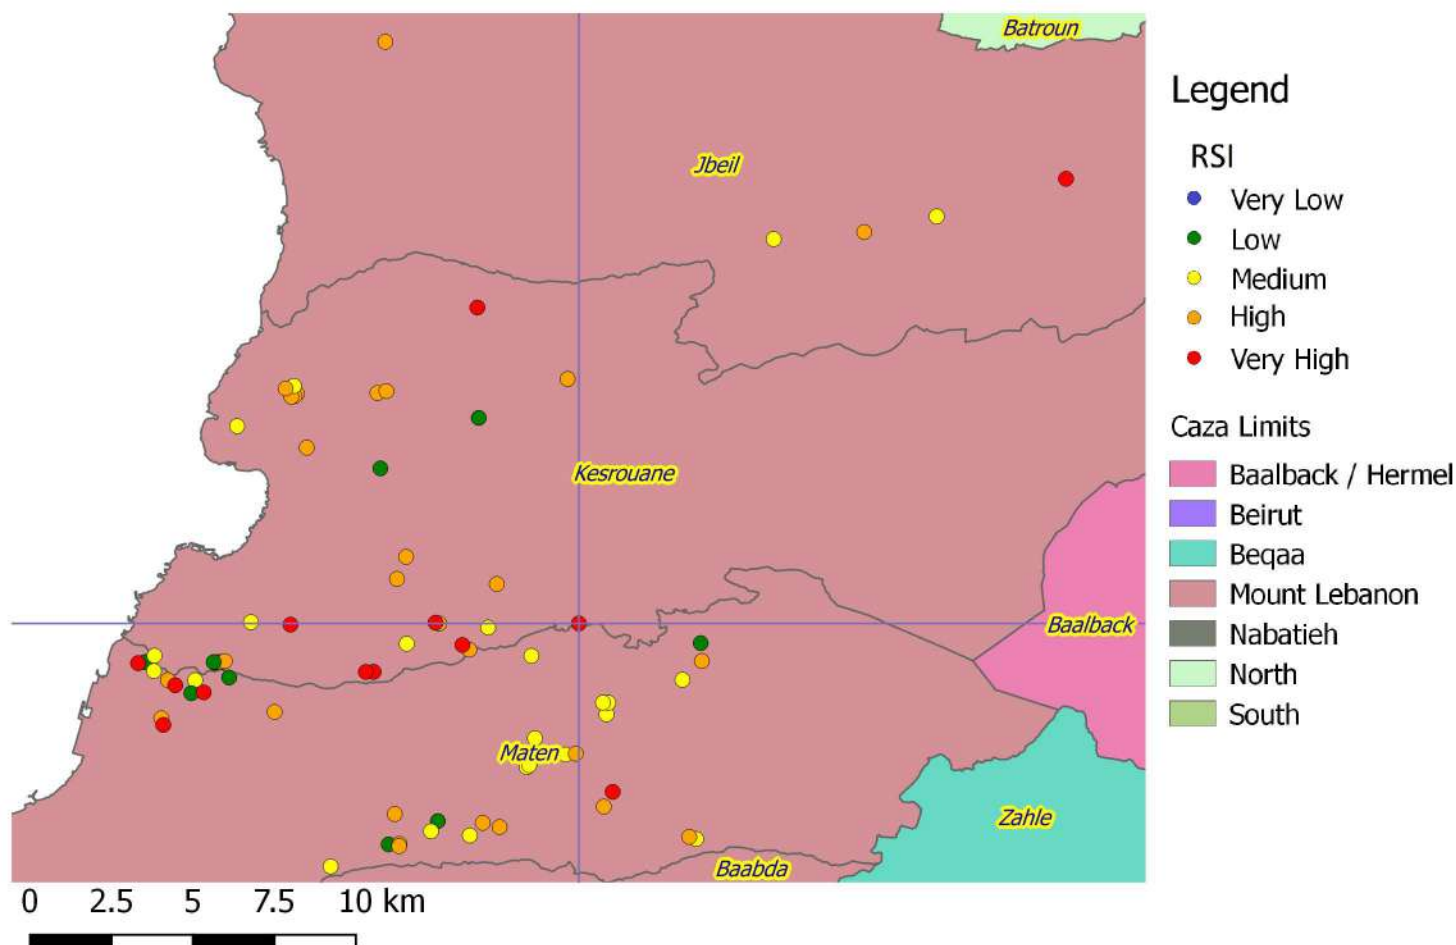 Batroun
Jbeil
Kesrouane
Baalback
Maten
Zahle
Baabda
0 2.5 5 7.5 10 km
Legend
RSI
Very Low
Low
Medium
High
Very High
Caza Limits
Baalback / Hermel
Beirut
Beqaa
Mount Lebanon
Nabatieh
North
South